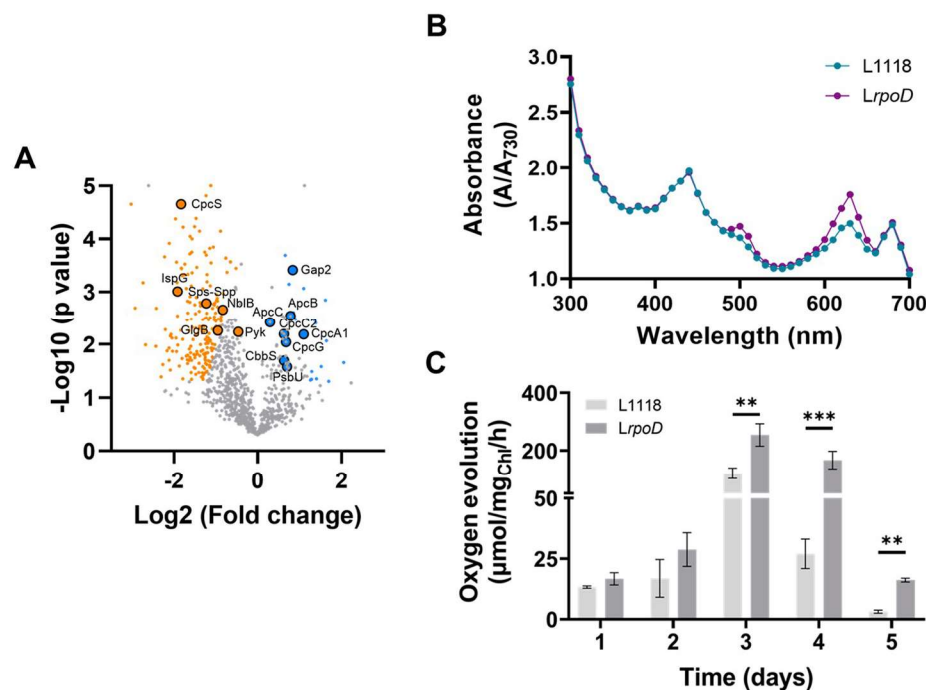 A
5
4
3
2
1
0
-Log10 (p value)
-2
0
2
Log2 (Fold change)
CpcS
IspG
Sps-Spp
NblB
GlgB
Pyk
Gap2
ApcC
ApcB
CpcC2
CpcA1
CpcG
CbbS
PsbU
B
3.0
2.5
2.0
1.5
1.0
Absorbance
(A/A730)
L1118
LrpoD
300
400
500
600
700
Wavelength (nm)
C
400
200
50
25
0
Oxygen evolution
(μmol/mgChl/h)
L1118
LrpoD
**
***
**
1
2
3
4
5
Time (days)